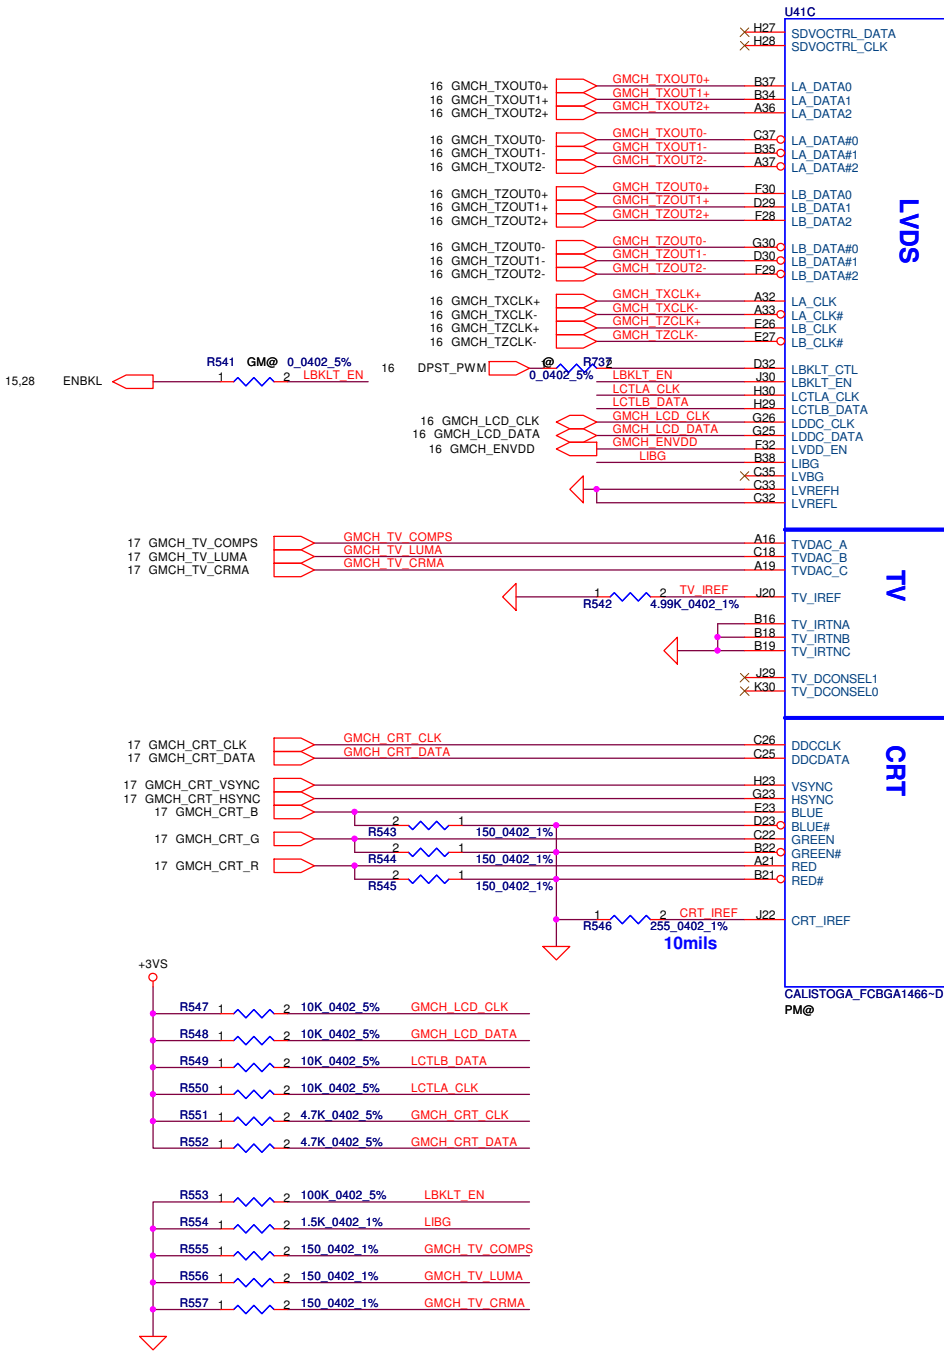 U41C
H27 SDVOCTRL_DATA
H28 SDVOCTRL_CLK
16 GMCH_TXOUT0+ GMCH_TXOUT0+ B37 LA_DATA0
16 GMCH_TXOUT1+ GMCH_TXOUT1+ B34 LA_DATA1
16 GMCH_TXOUT2+ GMCH_TXOUT2+ A36 LA_DATA2
16 GMCH_TXOUT0- GMCH_TXOUT0- C37 LA_DATA#0
16 GMCH_TXOUT1- GMCH_TXOUT1- B35 LA_DATA#1
16 GMCH_TXOUT2- GMCH_TXOUT2- A37 LA_DATA#2
16 GMCH_TZOUT0+ GMCH_TZOUT0+ F30 LB_DATA0
16 GMCH_TZOUT1+ GMCH_TZOUT1+ D29 LB_DATA1
16 GMCH_TZOUT2+ GMCH_TZOUT2+ F28 LB_DATA2
LVDS
16 GMCH_TZOUT0- GMCH_TZOUT0- G30 LB_DATA#0
16 GMCH_TZOUT1- GMCH_TZOUT1- D30 LB_DATA#1
16 GMCH_TZOUT2- GMCH_TZOUT2- F29 LB_DATA#2
16 GMCH_TXCLK+ GMCH_TXCLK+ A32 LA_CLK
16 GMCH_TXCLK- GMCH_TXCLK- A33 LA_CLK#
16 GMCH_TZCLK+ GMCH_TZCLK+ E26 LB_CLK
16 GMCH_TZCLK- GMCH_TZCLK- E27 LB_CLK#
R541 GM@ 0_0402_5% 16 DPST_PWM 1 @ R737 2 D32 LBKLT_CTL
15,28 ENBKL 1 2 LBKLT_EN 0_0402_5% LBKLT_EN J30 LBKLT_EN
LCTLA_CLK H30 LCTLA_CLK
LCTLB_DATA H29 LCTLB_DATA
16 GMCH_LCD_CLK GMCH_LCD_CLK G26 LDDC_CLK
16 GMCH_LCD_DATA GMCH_LCD_DATA G25 LDDC_DATA
16 GMCH_ENVDD GMCH_ENVDD F32 LVDD_EN
LIBG B38 LIBG
C35 LVBG
C33 LVREFH
C32 LVREFL
17 GMCH_TV_COMPS GMCH_TV_COMPS A16 TVDAC_A
17 GMCH_TV_LUMA GMCH_TV_LUMA C18 TVDAC_B
17 GMCH_TV_CRMA GMCH_TV_CRMA A19 TVDAC_C
TV
1 2 TV_IREF J20 TV_IREF
R542 4.99K_0402_1%
B16 TV_IRTNA
B18 TV_IRTNB
B19 TV_IRTNC
J29 TV_DCONSEL1
K30 TV_DCONSEL0
17 GMCH_CRT_CLK GMCH_CRT_CLK C26 DDCCLK
17 GMCH_CRT_DATA GMCH_CRT_DATA C25 DDCDATA
CRT
17 GMCH_CRT_VSYNC H23 VSYNC
17 GMCH_CRT_HSYNC G23 HSYNC
17 GMCH_CRT_B E23 BLUE
R543 2 1 150_0402_1% D23 BLUE#
17 GMCH_CRT_G C22 GREEN
R544 2 1 150_0402_1% B22 GREEN#
17 GMCH_CRT_R A21 RED
R545 2 1 150_0402_1% B21 RED#
1 2 CRT_IREF J22 CRT_IREF
R546 255_0402_1%
10mils
+3VS
CALISTOGA_FCBGA1466~D
PM@
R547 1 2 10K_0402_5% GMCH_LCD_CLK
R548 1 2 10K_0402_5% GMCH_LCD_DATA
R549 1 2 10K_0402_5% LCTLB_DATA
R550 1 2 10K_0402_5% LCTLA_CLK
R551 1 2 4.7K_0402_5% GMCH_CRT_CLK
R552 1 2 4.7K_0402_5% GMCH_CRT_DATA
R553 1 2 100K_0402_5% LBKLT_EN
R554 1 2 1.5K_0402_1% LIBG
R555 1 2 150_0402_1% GMCH_TV_COMPS
R556 1 2 150_0402_1% GMCH_TV_LUMA
R557 1 2 150_0402_1% GMCH_TV_CRMA